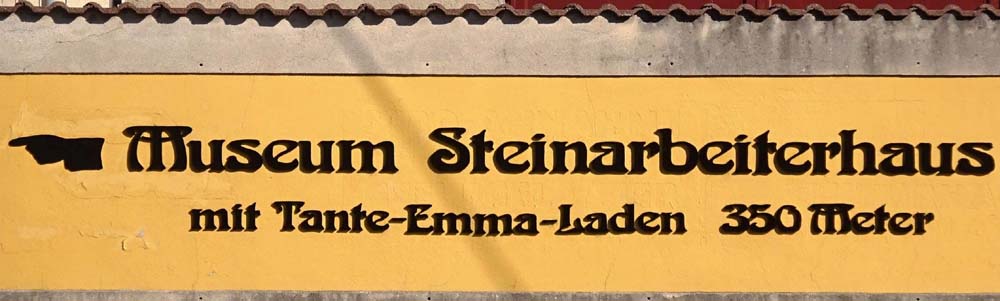 Museum Steinarbeiterhaus
mit Tante-Emma-Laden 350 Meter